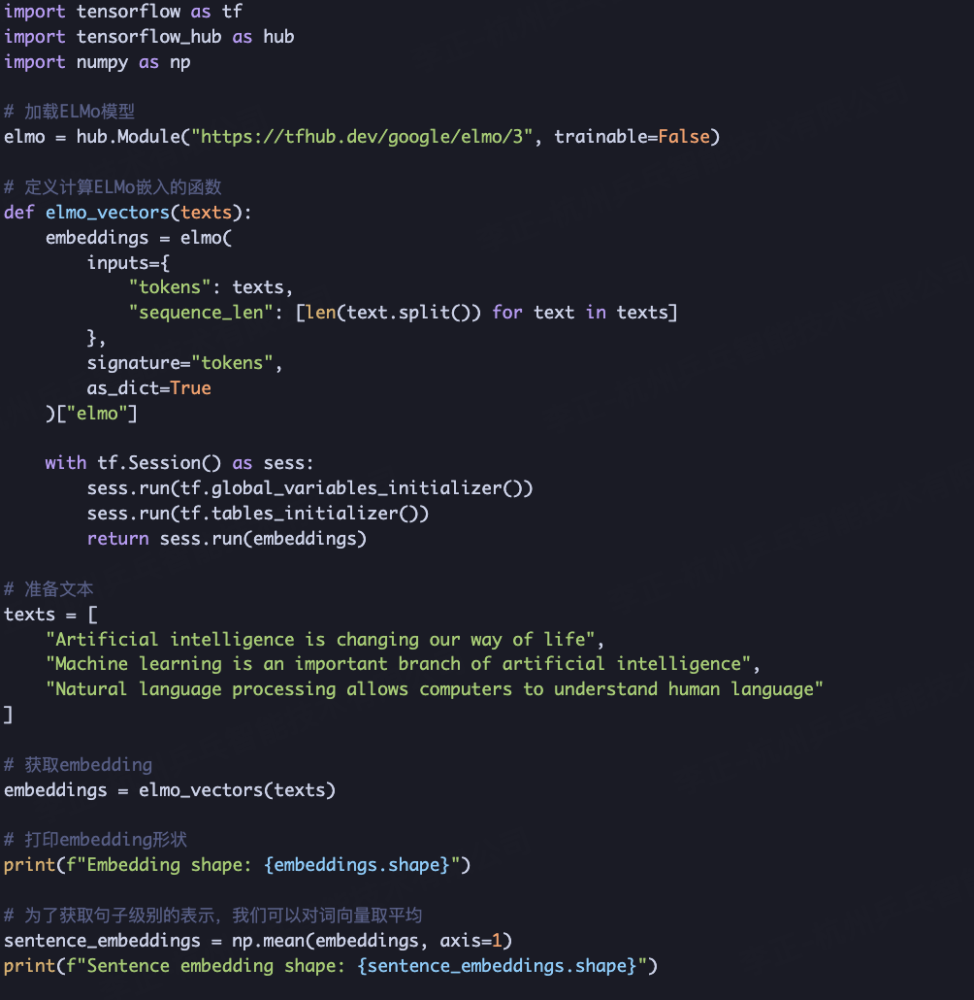 import tensorflow as tf
import tensorflow_hub as hub
import numpy as np

# 加载ELMo模型
elmo = hub.Module("https://tfhub.dev/google/elmo/3", trainable=False)

# 定义计算ELMo嵌入的函数
def elmo_vectors(texts):
    embeddings = elmo(
        inputs={
            "tokens": texts,
            "sequence_len": [len(text.split()) for text in texts]
        },
        signature="tokens",
        as_dict=True
    )["elmo"]

    with tf.Session() as sess:
        sess.run(tf.global_variables_initializer())
        sess.run(tf.tables_initializer())
        return sess.run(embeddings)

# 准备文本
texts = [
    "Artificial intelligence is changing our way of life",
    "Machine learning is an important branch of artificial intelligence",
    "Natural language processing allows computers to understand human language"
]

# 获取embedding
embeddings = elmo_vectors(texts)

# 打印embedding形状
print(f"Embedding shape: {embeddings.shape}")

# 为了获取句子级别的表示，我们可以对词向量取平均
sentence_embeddings = np.mean(embeddings, axis=1)
print(f"Sentence embedding shape: {sentence_embeddings.shape}")